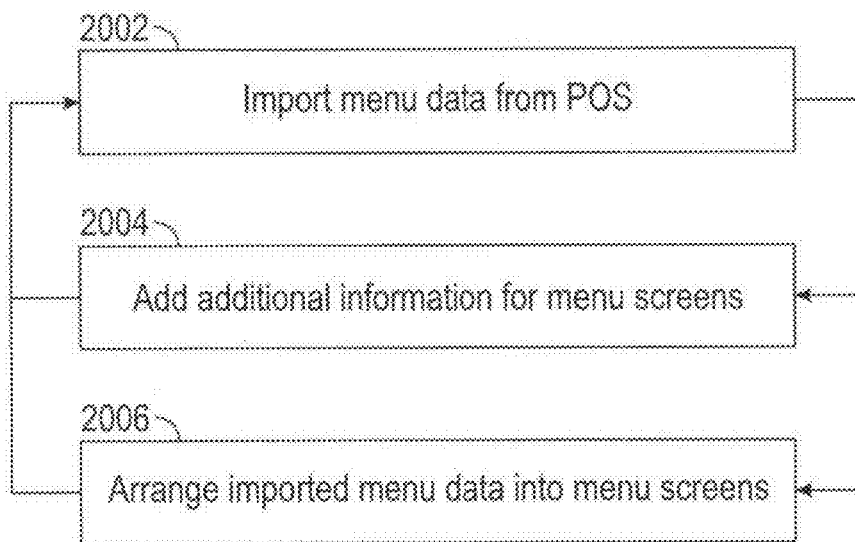 2002
Import menu data from POS
2004
Add additional information for menu screens
2006
Arrange imported menu data into menu screens